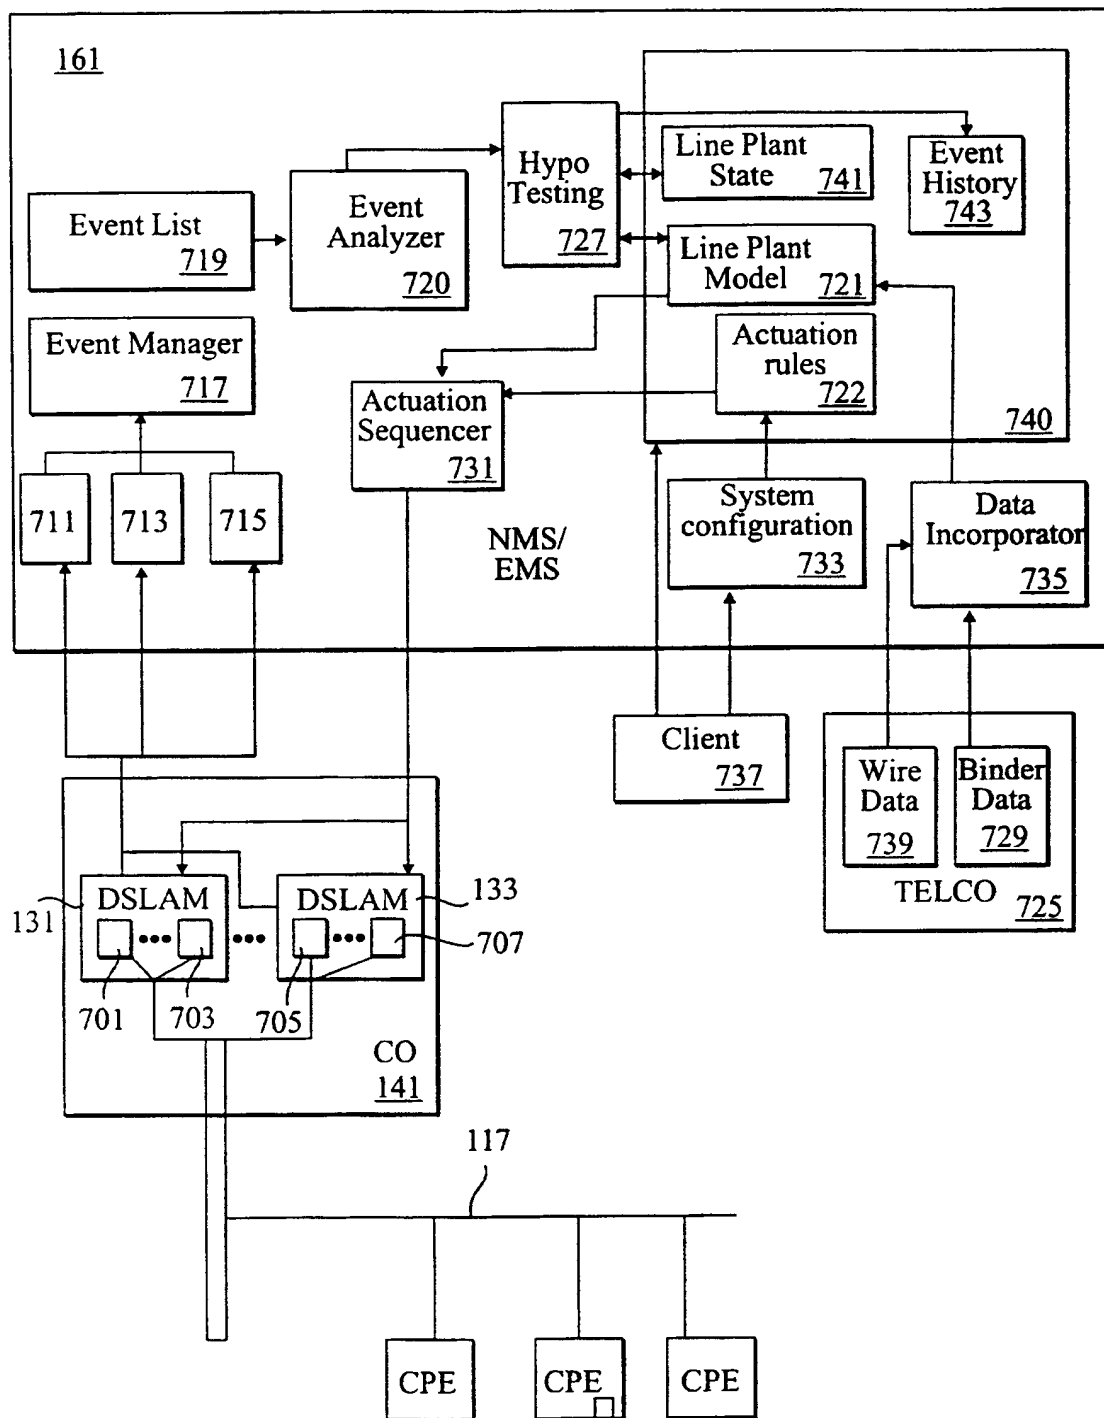 161
Event List
719
Event
Analyzer
720
Hypo
Testing
727
Line Plant
State
741
Event
History
743
Line Plant
Model
721
Event Manager
717
Actuation
rules
722
740
Actuation
Sequencer
731
711
713
715
NMS/
EMS
System
configuration
733
Data
Incorporator
735
Client
737
Wire
Data
739
Binder
Data
729
TELCO
725
131
DSLAM
DSLAM
133
701
703
705
707
CO
141
117
CPE
CPE
CPE